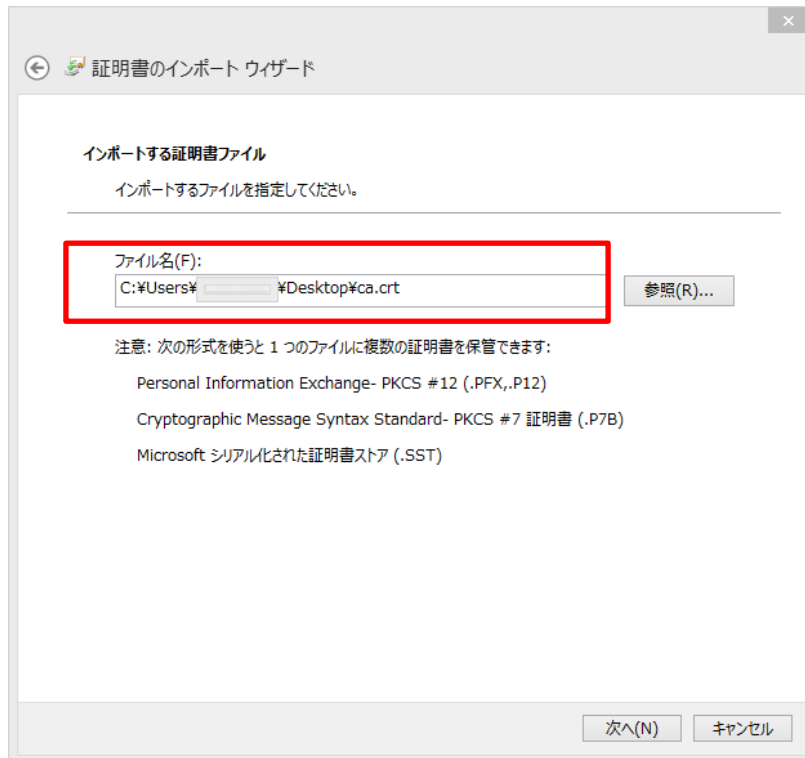 証明書のインポート ウィザード
インポートする証明書ファイル
インポートするファイルを指定してください。
ファイル名(F):
C:¥Users¥ ¥Desktop¥ca.crt
参照(R)...
注意: 次の形式を使うと 1 つのファイルに複数の証明書を保管できます:
Personal Information Exchange- PKCS #12 (.PFX,.P12)
Cryptographic Message Syntax Standard- PKCS #7 証明書 (.P7B)
Microsoft シリアル化された証明書ストア (.SST)
次へ(N) キャンセル